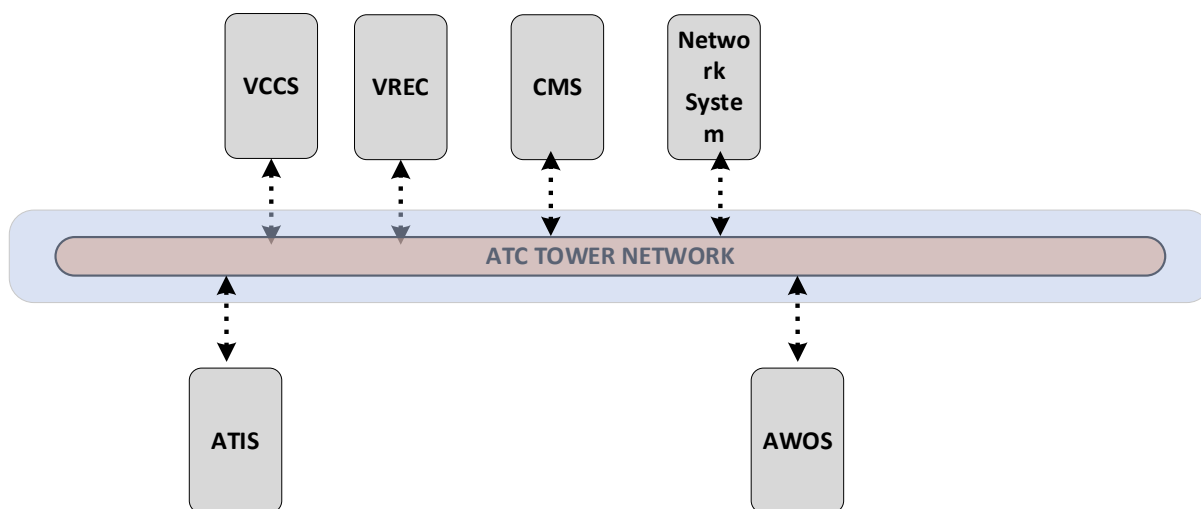 VCCS
VREC
CMS
Netwo
rk
Syste
m
ATC TOWER NETWORK
ATIS
AWOS